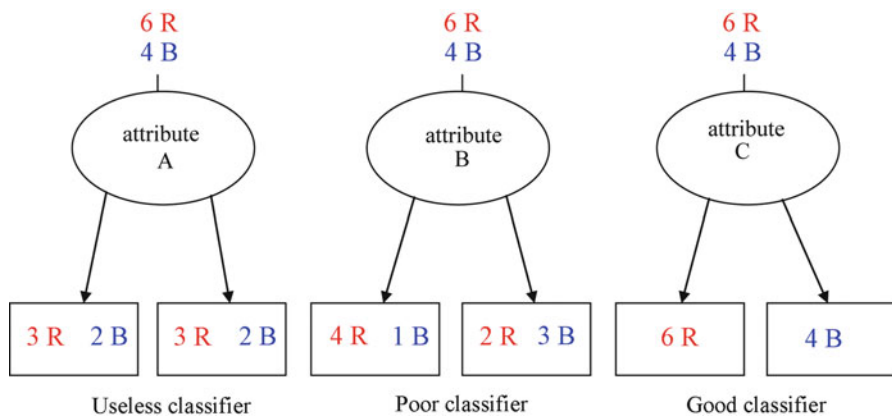 6 R
4 B
attribute
A
3 R 2 B
3 R 2 B
Useless classifier
6 R
4 B
attribute
B
4 R 1 B
2 R 3 B
Poor classifier
6 R
4 B
attribute
C
6 R
4 B
Good classifier